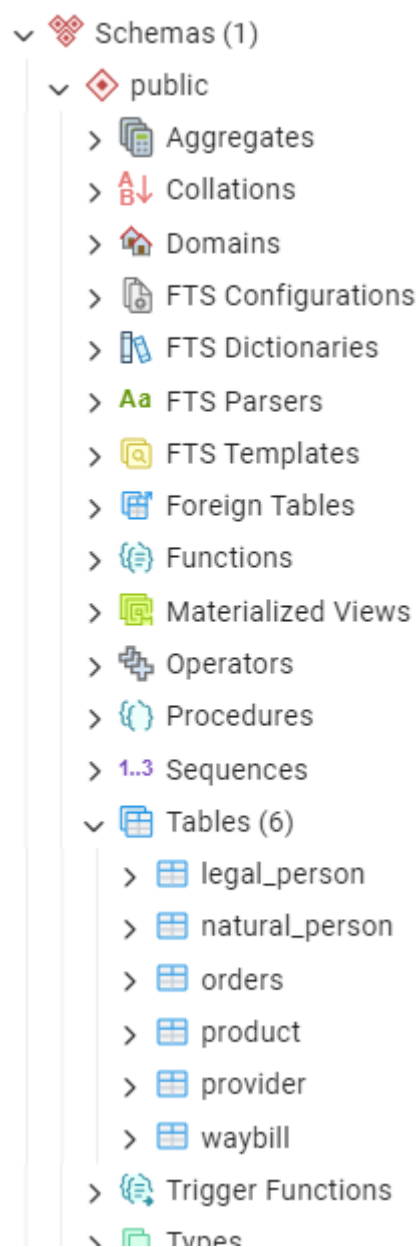 Schemas (1)
public
Aggregates
A
B Collations
Domains
FTS Configurations
FTS Dictionaries
Aa FTS Parsers
FTS Templates
Foreign Tables
Functions
Materialized Views
Operators
Procedures
1..3 Sequences
Tables (6)
legal_person
natural_person
orders
product
provider
waybill
Trigger Functions
Types